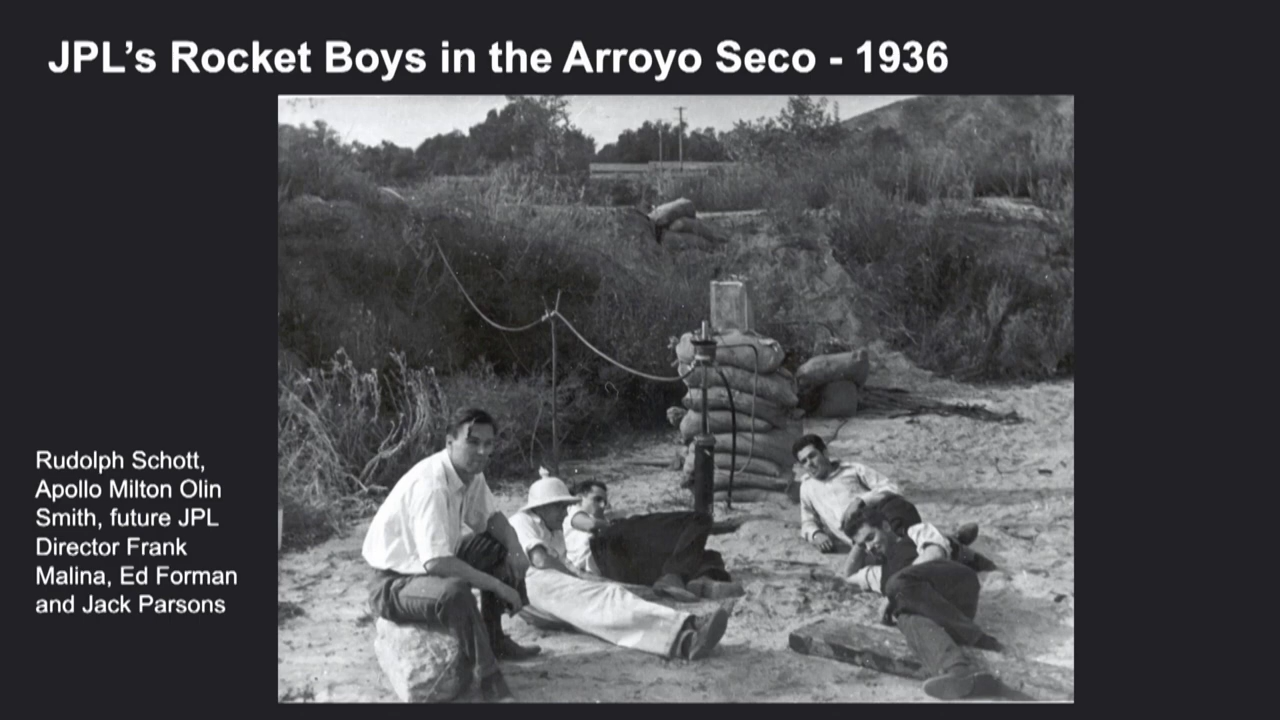 JPL’s Rocket Boys in the Arroyo Seco - 1936
Rudolph Schott,
Apollo Milton Olin
Smith, future JPL
Director Frank
Malina, Ed Forman
and Jack Parsons